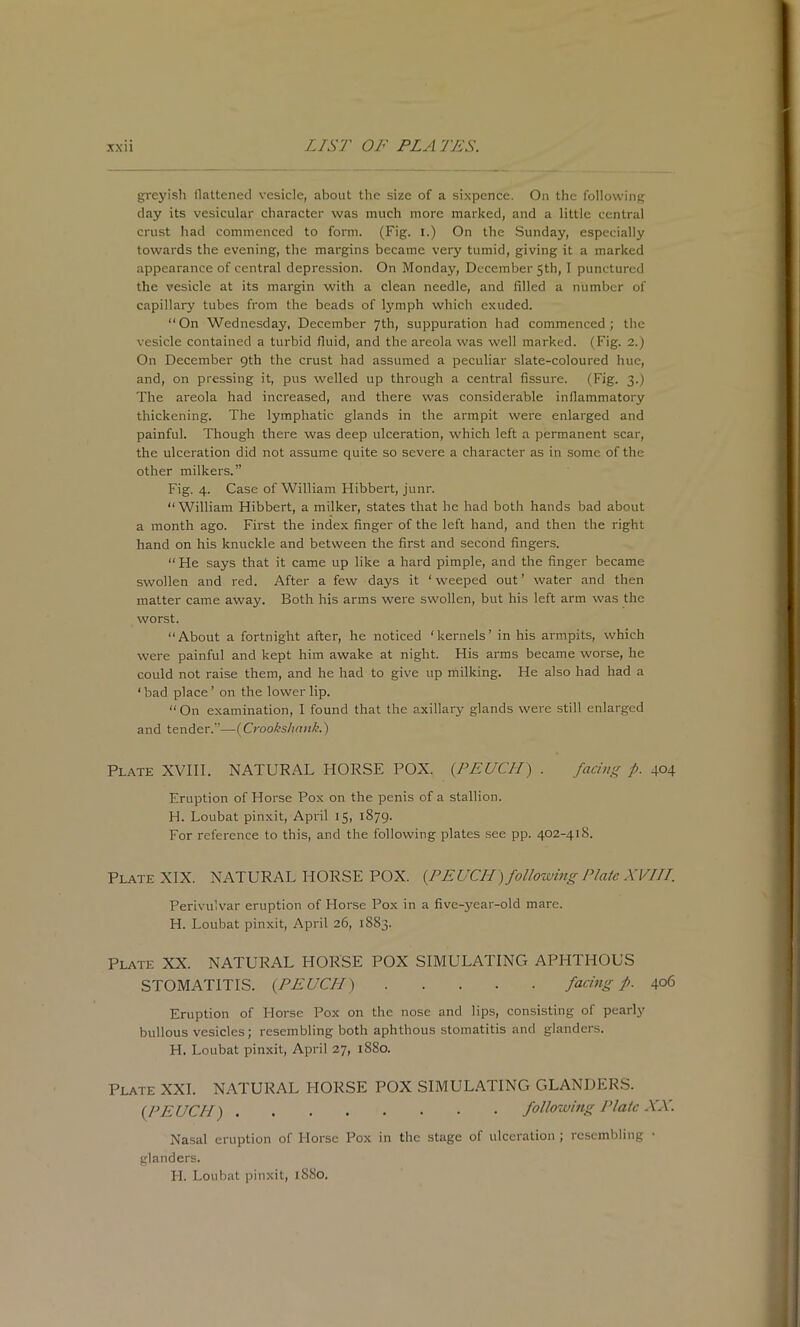 xxii LIST OF PLATES.
greyish flattened vesicle, about the size of a sixpence. On the following
day its vesicular character was much more marked, and a little central
crust had commenced to form. (Fig. 1.) On the Sunday, especially
towards the evening, the margins became very tumid, giving it a marked
appearance of central depression. On Monday, December 5th, I punctured
the vesicle at its margin with a clean needle, and filled a number of
capillary tubes from the beads of lymph which exuded.
“On Wednesday, December 7th, suppuration had commenced; the
vesicle contained a turbid fluid, and the areola was well marked. (Fig. 2.)
On December 9th the crust had assumed a peculiar slate-coloured hue,
and, on pressing it, pus welled up through a central fissure. (Fig. 3.)
The areola had increased, and there was considerable inflammatory
thickening. The lymphatic glands in the armpit were enlarged and
painful. Though there was deep ulceration, which left a permanent scar,
the ulceration did not assume quite so severe a character as in some of the
other milkers.”
Fig. 4. Case of William Hibbert, junr.
“William Hibbert, a milker, states that he had both hands bad about
a month ago. First the index finger of the left hand, and then the right
hand on his knuckle and between the first and second fingers.
“He says that it came up like a hard pimple, and the finger became
swollen and red. After a few days it ‘weeped out’ water and then
matter came away. Both his arms were swollen, but his left arm was the
worst.
“About a fortnight after, he noticed ‘kernels’ in his armpits, which
were painful and kept him awake at night. His arms became worse, he
could not raise them, and he had to give up milking. He also had had a
‘bad place’ on the lower lip.
“On examination, I found that the axillary glands were still enlarged
and tender.”—(Crookshank.)
PLATE XVIII. NATURAL HORSE POX. (PEUCH) . facing p. 404
Eruption of Horse Pox on the penis of a stallion.
H. Loubat pinxit, April 15, 1879.
For reference to this, and the following plates see pp. 402-418.
PLATE XIX. NATURAL HORSE POX. (PEUCH) following Plate XVIII.
Perivulvar eruption of Horse Pox in a five-year-old mare.
H. Loubat pinxit, April 26, 1883.
PLATE XX. NATURAL HORSE POX SIMULATING APHTHOUS
STOMATITIS. (PEUCH) . . . . . facing p. 406
Eruption of Horse Pox on the nose and lips, consisting of pearly
bullous vesicles; resembling both aphthous stomatitis and glanders.
H. Loubat pinxit, April 27, 1880.
PLATE XXI. NATURAL HORSE POX SIMULATING GLANDERS.
(PEUCH) . . . . . . . . following Plate XX.
Nasal eruption of Horse Pox in the stage of ulceration; resembling
glanders.
H. Loubat pinxit, 1880.